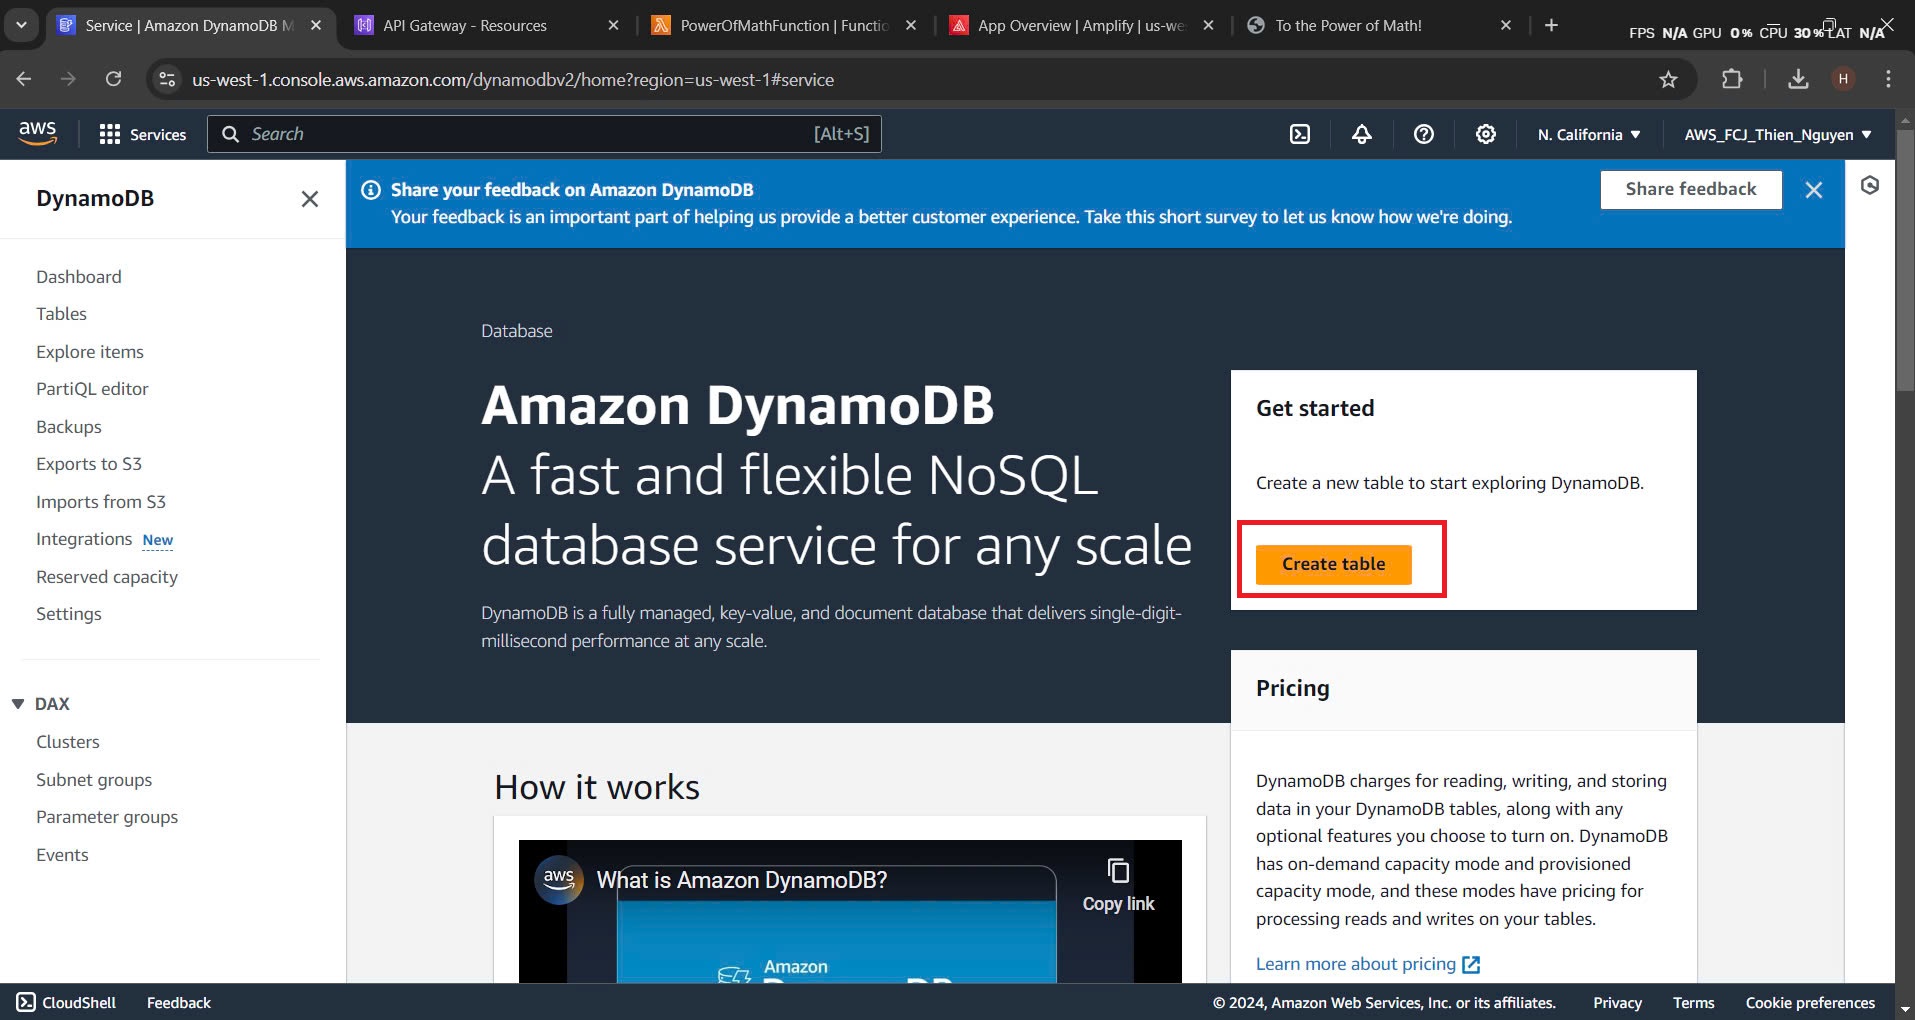 Service | Amazon DynamoDB M
API Gateway - Resources
PowerOfMathFunction | Functio
App Overview | Amplify | us-we
To the Power of Math!
FPS N/A GPU 0% CPU 30% LAT N/A
us-west-1.console.aws.amazon.com/dynamodbv2/home?region=us-west-1#service
H
aws
Services
Search
[Alt+S]
N. California
AWS_FCJ_Thien_Nguyen
DynamoDB
Dashboard
Tables
Explore items
PartiQL editor
Backups
Exports to S3
Imports from S3
Integrations New
Reserved capacity
Settings
DAX
Clusters
Subnet groups
Parameter groups
Events
Share your feedback on Amazon DynamoDB
Your feedback is an important part of helping us provide a better customer experience. Take this short survey to let us know how we're doing.
Share feedback
Database
Amazon DynamoDB
A fast and flexible NoSQL
database service for any scale
DynamoDB is a fully managed, key-value, and document database that delivers single-digit-
millisecond performance at any scale.
Get started
Create a new table to start exploring DynamoDB.
Create table
Pricing
DynamoDB charges for reading, writing, and storing
data in your DynamoDB tables, along with any
optional features you choose to turn on. DynamoDB
has on-demand capacity mode and provisioned
capacity mode, and these modes have pricing for
processing reads and writes on your tables.
Learn more about pricing
How it works
aws
What is Amazon DynamoDB?
Copy link
Amazon
DynamoDB
CloudShell
Feedback
© 2024, Amazon Web Services, Inc. or its affiliates.
Privacy
Terms
Cookie preferences